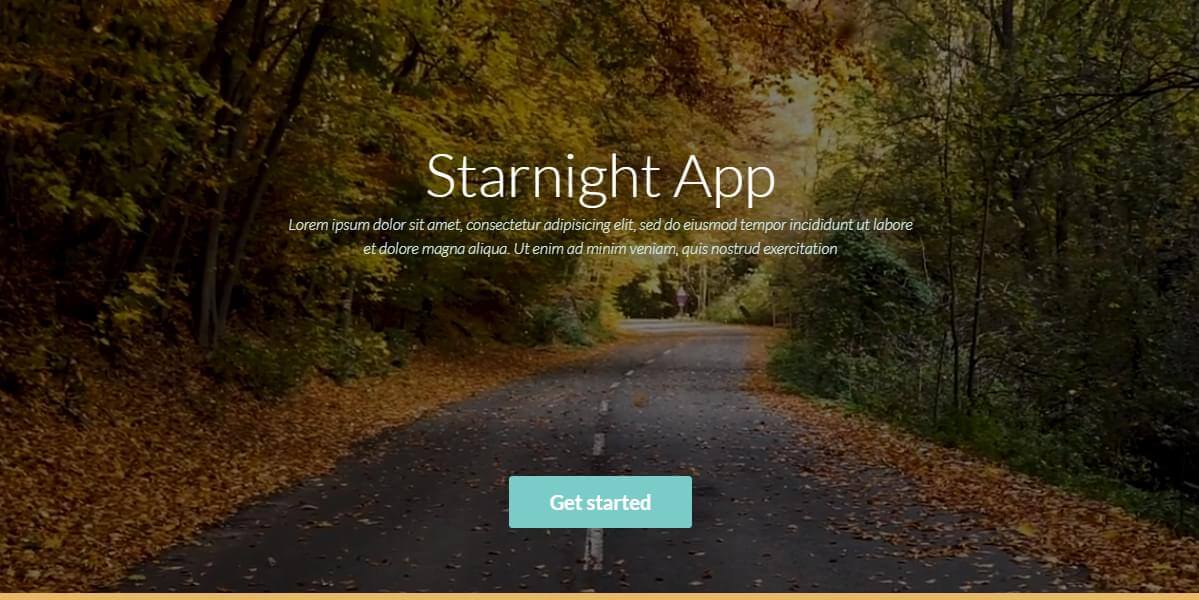 Starnight App
Lorem ipsum dolor sit amet, consectetur adipisicing elit, sed do eiusmod tempor incididunt ut labore
et dolore magna aliqua. Ut enim ad minim veniam, quis nostrud exercitation
Get started